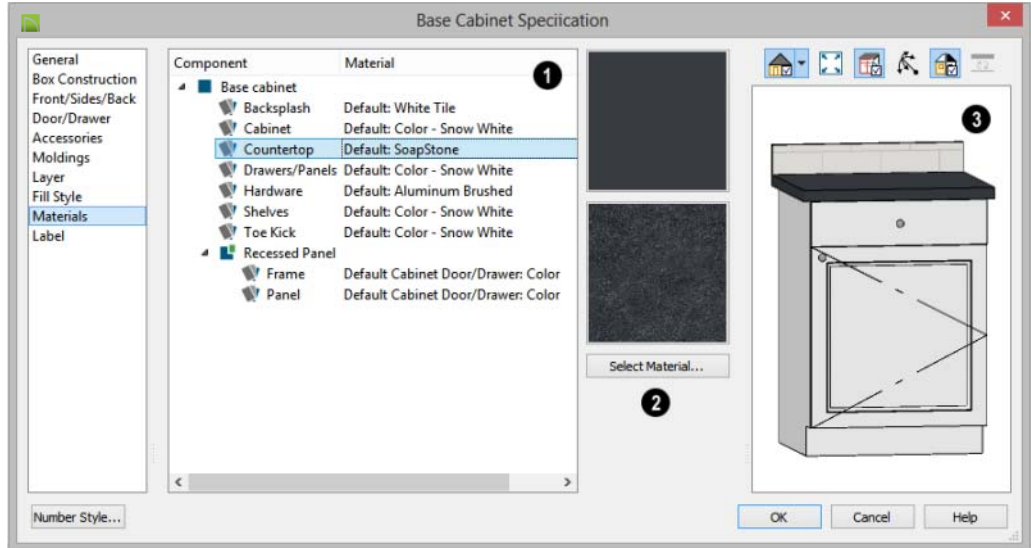 Base Cabinet Speciication
General
Box Construction
Front/Sides/Back
Door/Drawer
Accessories
Moldings
Layer
Fill Style
Materials
Label
Component Material
1
Base cabinet
Backsplash Default: White Tile
Cabinet Default: Color - Snow White
Countertop Default: SoapStone
Drawers/Panels Default: Color - Snow White
Hardware Default: Aluminum Brushed
Shelves Default: Color - Snow White
Toe Kick Default: Color - Snow White
Recessed Panel
Frame Default Cabinet Door/Drawer: Color
Panel Default Cabinet Door/Drawer: Color
Select Material...
2
3
Number Style...
OK Cancel Help